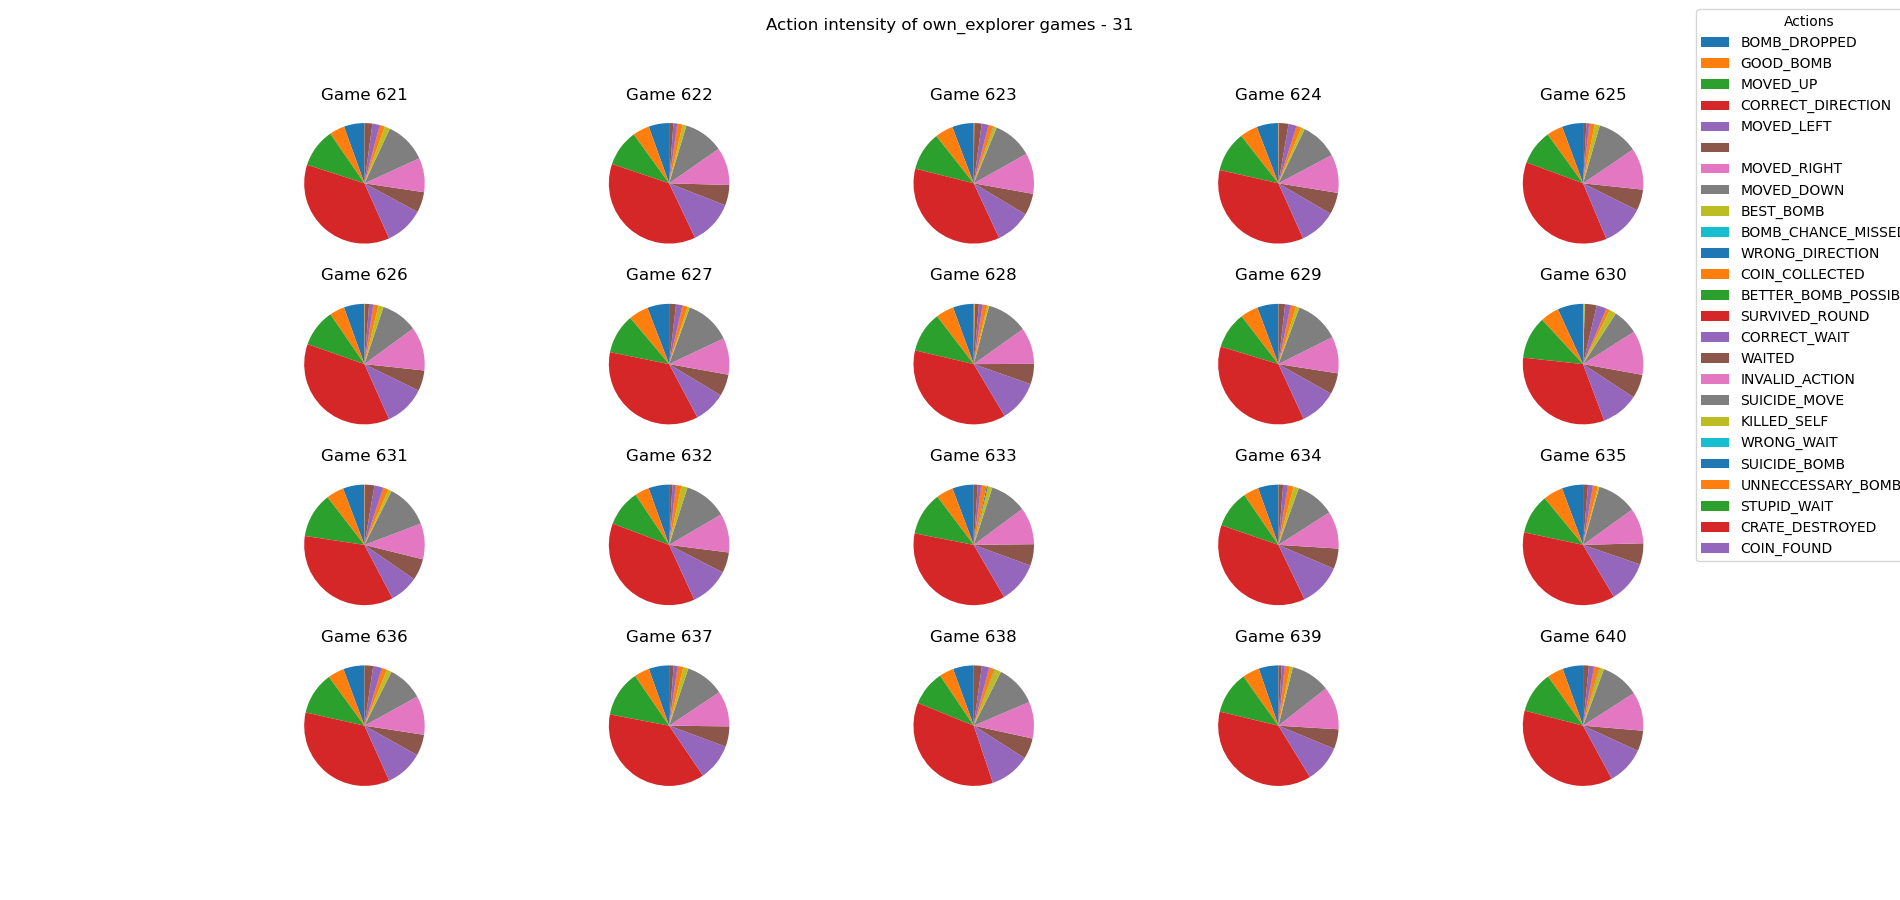 Action intensity of own_explorer games - 31
Actions
BOMB_DROPPED
GOOD_BOMB
MOVED_UP
CORRECT_DIRECTION
MOVED_LEFT
MOVED_RIGHT
MOVED_DOWN
BEST_BOMB
BOMB_CHANCE_MISSED
WRONG_DIRECTION
COIN_COLLECTED
BETTER_BOMB_POSSIB
SURVIVED_ROUND
CORRECT_WAIT
WAITED
INVALID_ACTION
SUICIDE_MOVE
KILLED_SELF
WRONG_WAIT
SUICIDE_BOMB
UNNECCESSARY_BOMB
STUPID_WAIT
CRATE_DESTROYED
COIN_FOUND
Game 621
Game 622
Game 623
Game 624
Game 625
Game 626
Game 627
Game 628
Game 629
Game 630
Game 631
Game 632
Game 633
Game 634
Game 635
Game 636
Game 637
Game 638
Game 639
Game 640